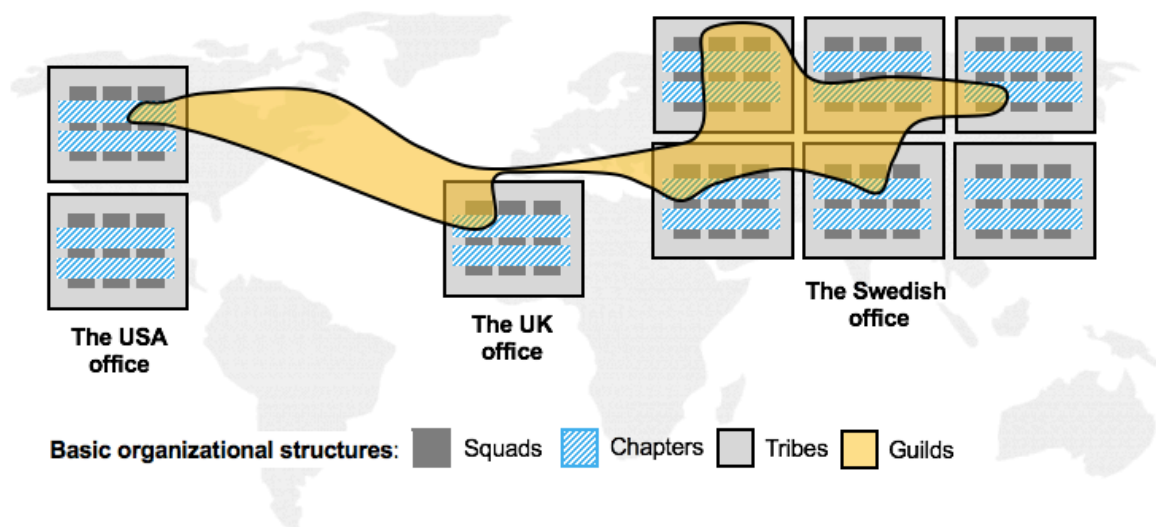 The USA
office
The UK
office
The Swedish
office
Basic organizational structures: Squads Chapters Tribes Guilds